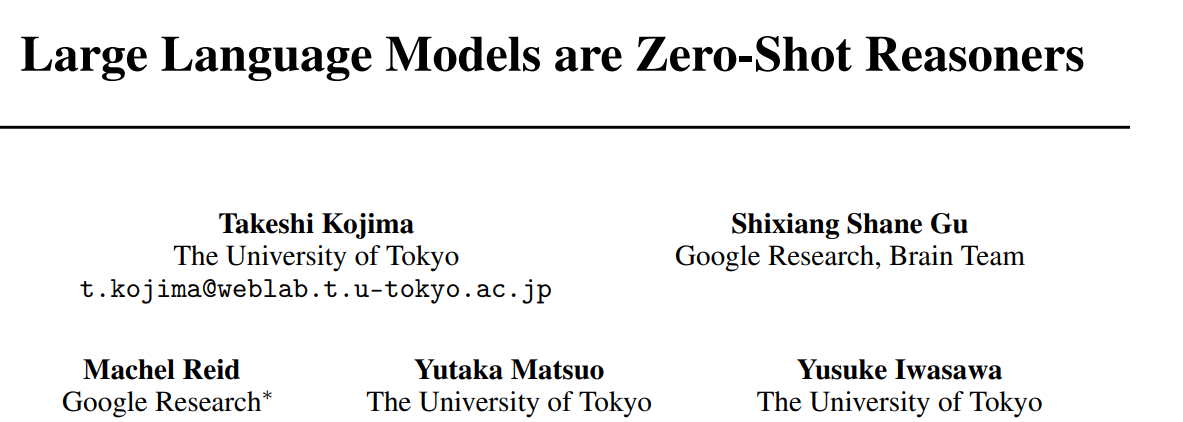 Large Language Models are Zero-Shot Reasoners
Takeshi Kojima
The University of Tokyo
t.kojima@weblab.t.u-tokyo.ac.jp
Shixiang Shane Gu
Google Research, Brain Team
Machel Reid
Google Research*
Yutaka Matsuo
The University of Tokyo
Yusuke Iwasawa
The University of Tokyo